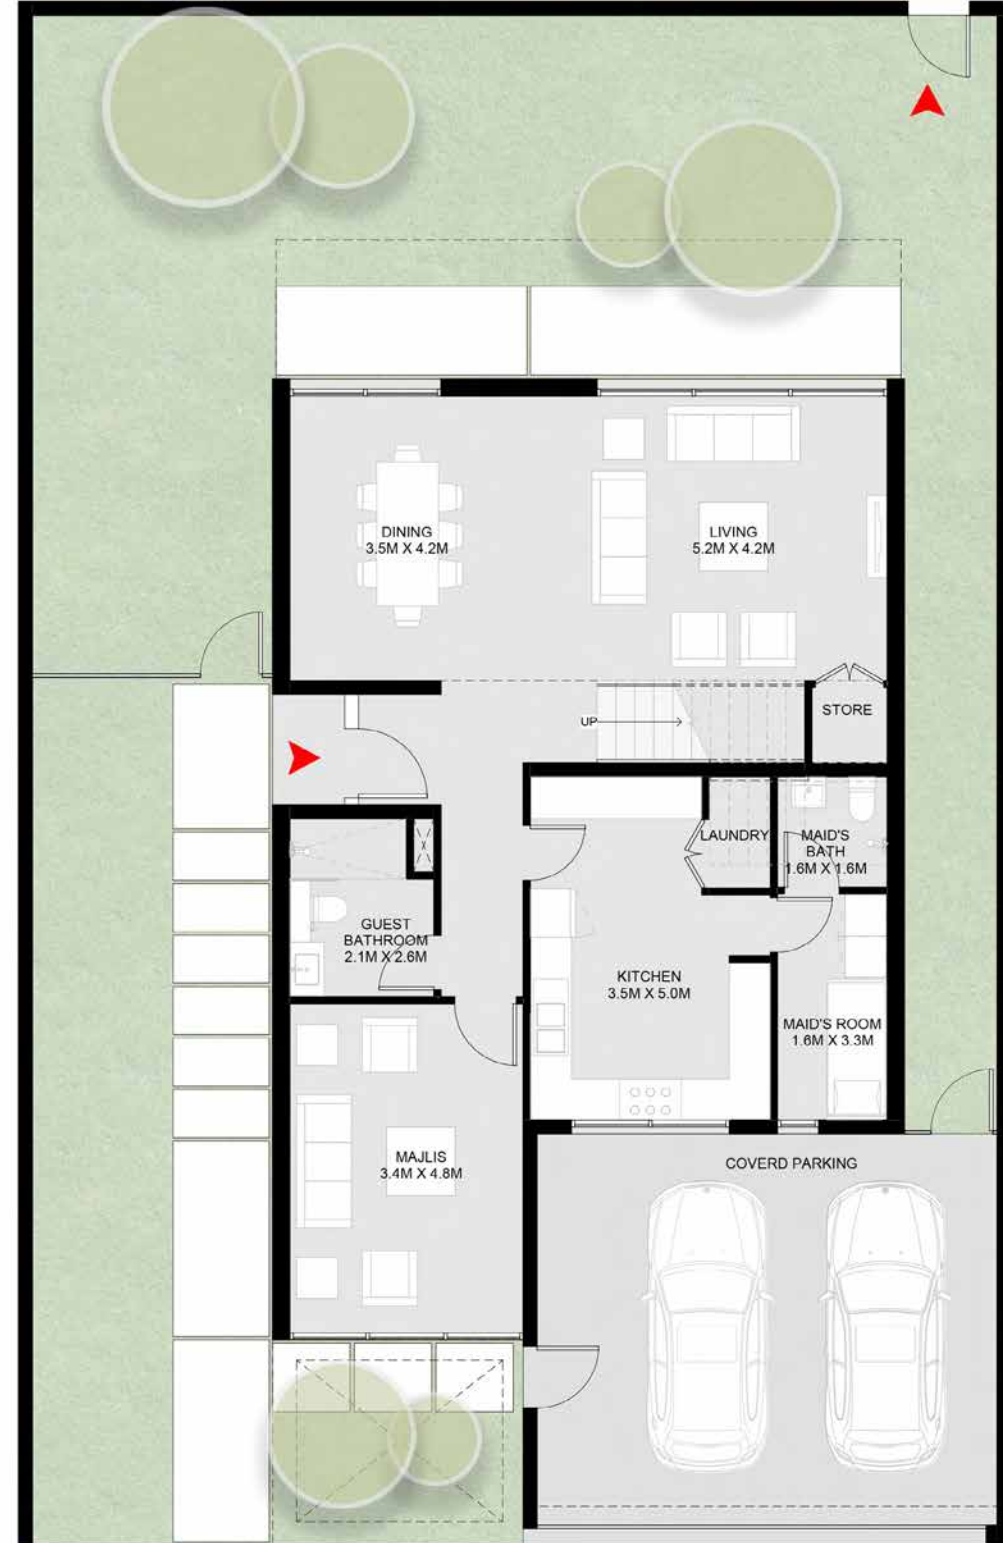 DINING
3.5M X 4.2M
LIVING
5.2M X 4.2M
UP
STORE
LAUNDRY
MAID'S
BATH
1.6M X 1.6M
GUEST
BATHROOM
2.1M X 2.6M
KITCHEN
3.5M X 5.0M
MAID'S ROOM
1.6M X 3.3M
MAJLIS
3.4M X 4.8M
COVERD PARKING